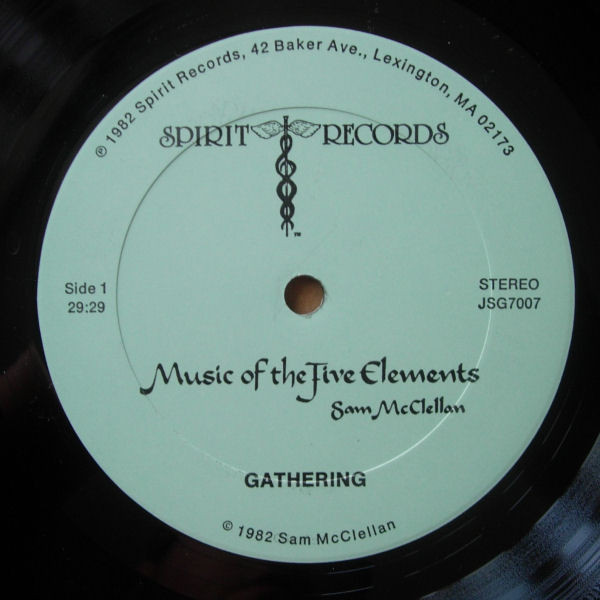 ℗ 1982 Spirit Records, 42 Baker Ave., Lexington, MA 02173
SPIRIT RECORDS
TM
Side 1
29:29
STEREO
JSG7007
Music of the Five Elements
Sam McClellan
GATHERING
© 1982 Sam McClellan